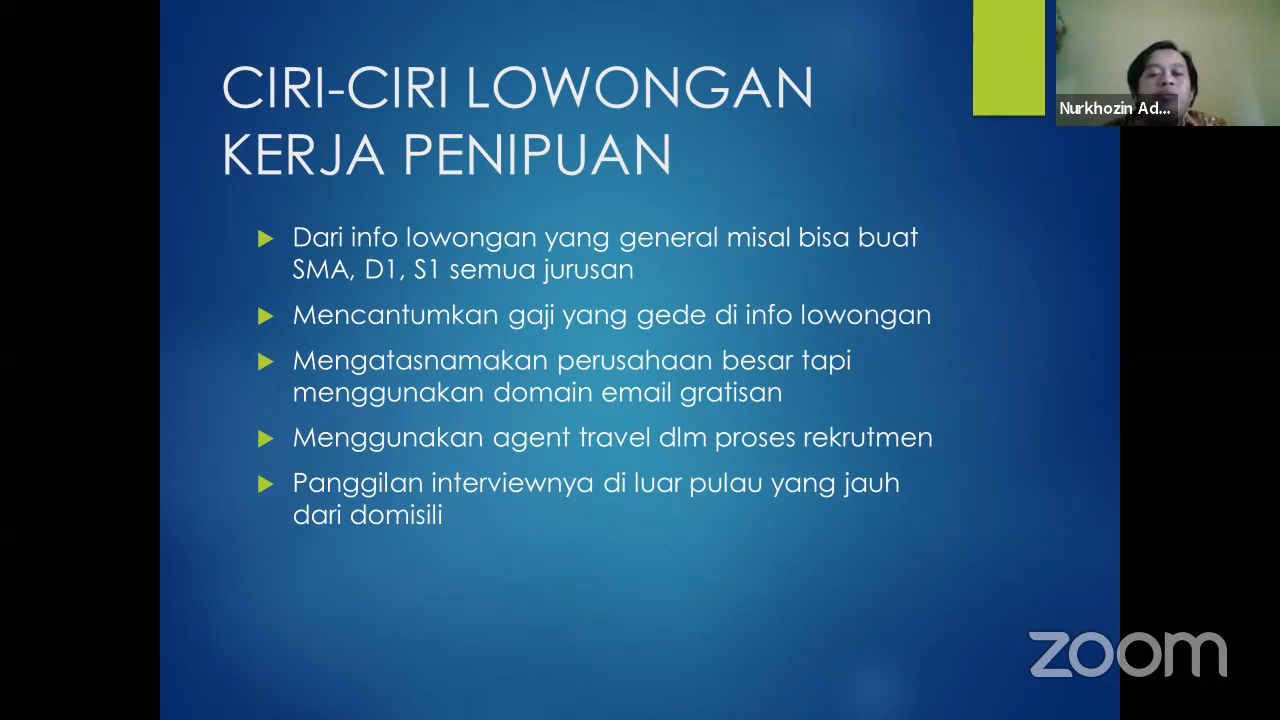 CIRI-CIRI LOWONGAN
KERJA PENIPUAN
Dari info lowongan yang general misal bisa buat
SMA, D1, S1 semua jurusan
Mencantumkan gaji yang gede di info lowongan
Mengatasnamakan perusahaan besar tapi
menggunakan domain email gratisan
Menggunakan agent travel dlm proses rekrutmen
Panggilan interviewnya di luar pulau yang jauh
dari domisili
Nurkhozin Ad...
zoom